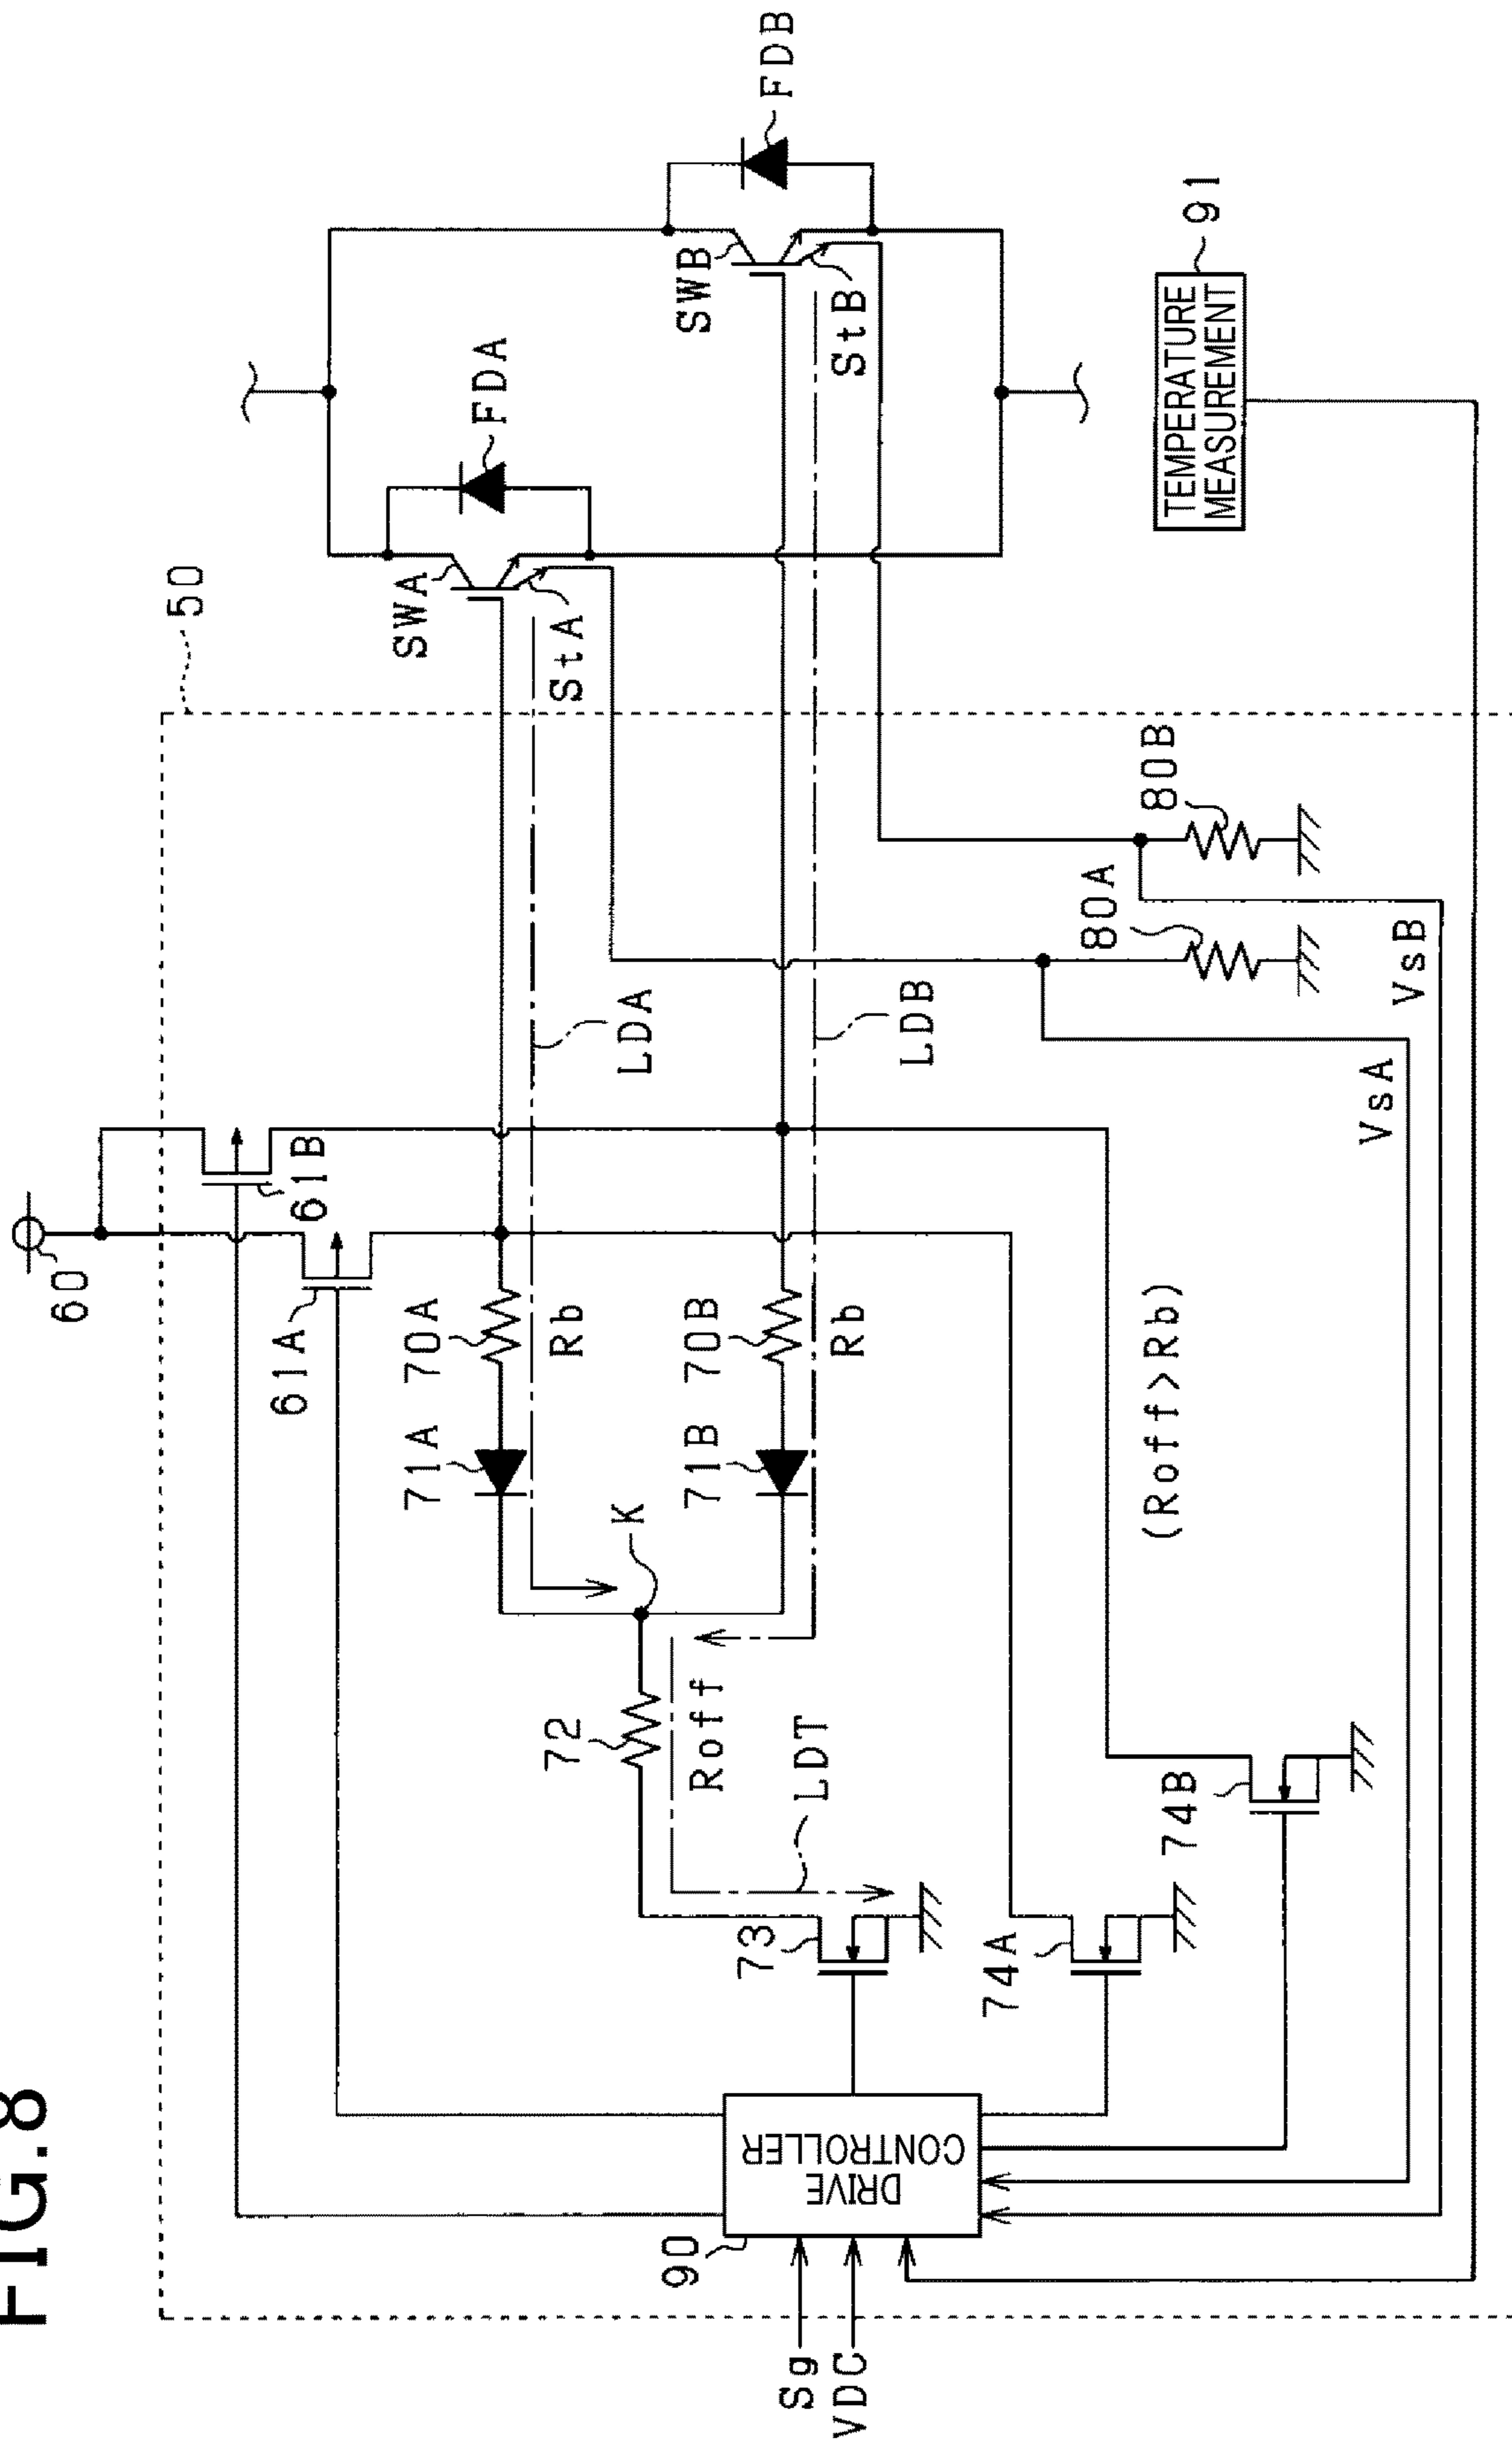 FIG.8
50
60
61B
61A
SWA
FDA
SWB
FDB
StA
StB
70A
71A
Rb
LDA
K
70B
71B
Rb
LDB
72
Roff
LDT
73
74A
74B
(Roff>Rb)
80A
80B
VsA
VsB
90
DRIVE
CONTROLLER
Sg
VDC
TEMPERATURE
MEASUREMENT
91